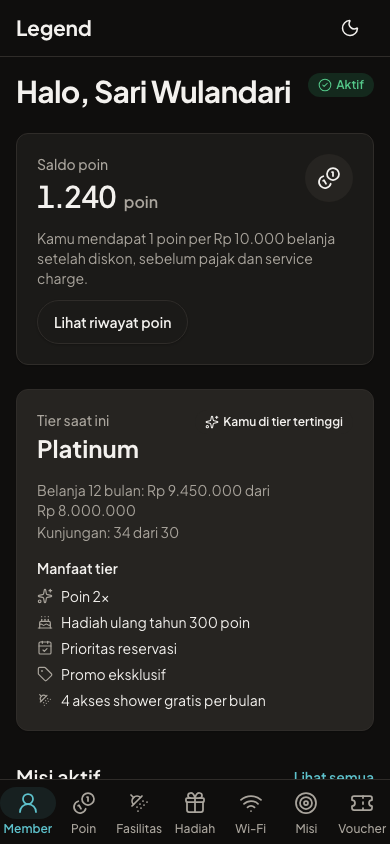 Legend
Halo, Sari Wulandari
Aktif
Saldo poin
1.240 poin
Kamu mendapat 1 poin per Rp 10.000 belanja
setelah diskon, sebelum pajak dan service
charge.
Lihat riwayat poin
Tier saat ini
Kamu di tier tertinggi
Platinum
Belanja 12 bulan: Rp 9.450.000 dari
Rp 8.000.000
Kunjungan: 34 dari 30
Manfaat tier
Poin 2×
Hadiah ulang tahun 300 poin
Prioritas reservasi
Promo eksklusif
4 akses shower gratis per bulan
Misi aktif
Lihat semua
Member
Poin
Fasilitas
Hadiah
Wi-Fi
Misi
Voucher